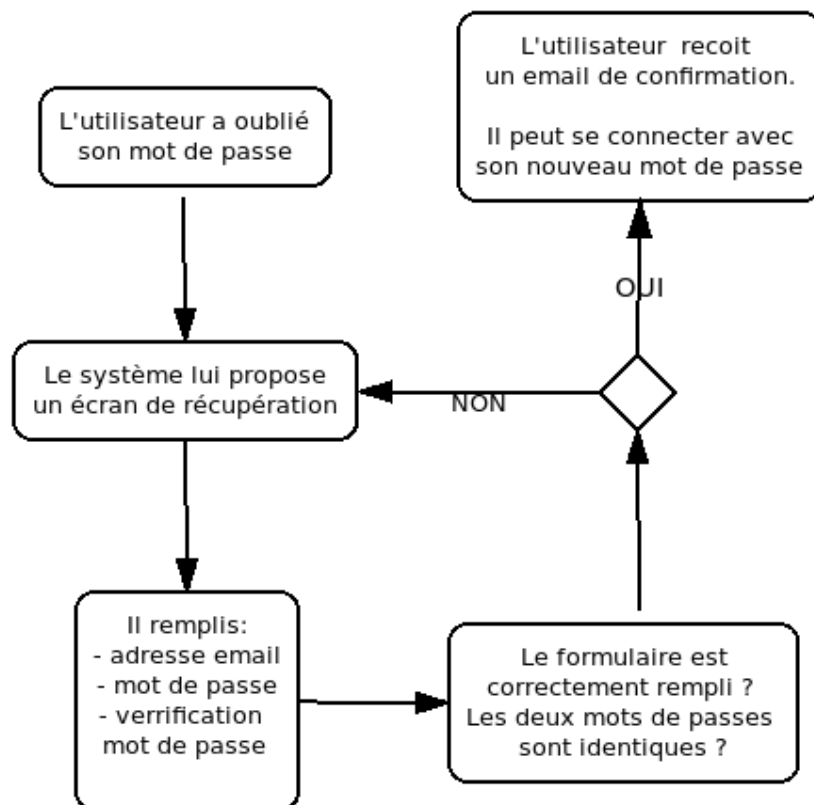 L'utilisateur a oublié
son mot de passe
L'utilisateur recoit
un email de confirmation.
Il peut se connecter avec
son nouveau mot de passe
OUI
Le système lui propose
un écran de récupération
NON
Il remplis:
- adresse email
- mot de passe
- verrification
mot de passe
Le formulaire est
correctement rempli ?
Les deux mots de passes
sont identiques ?